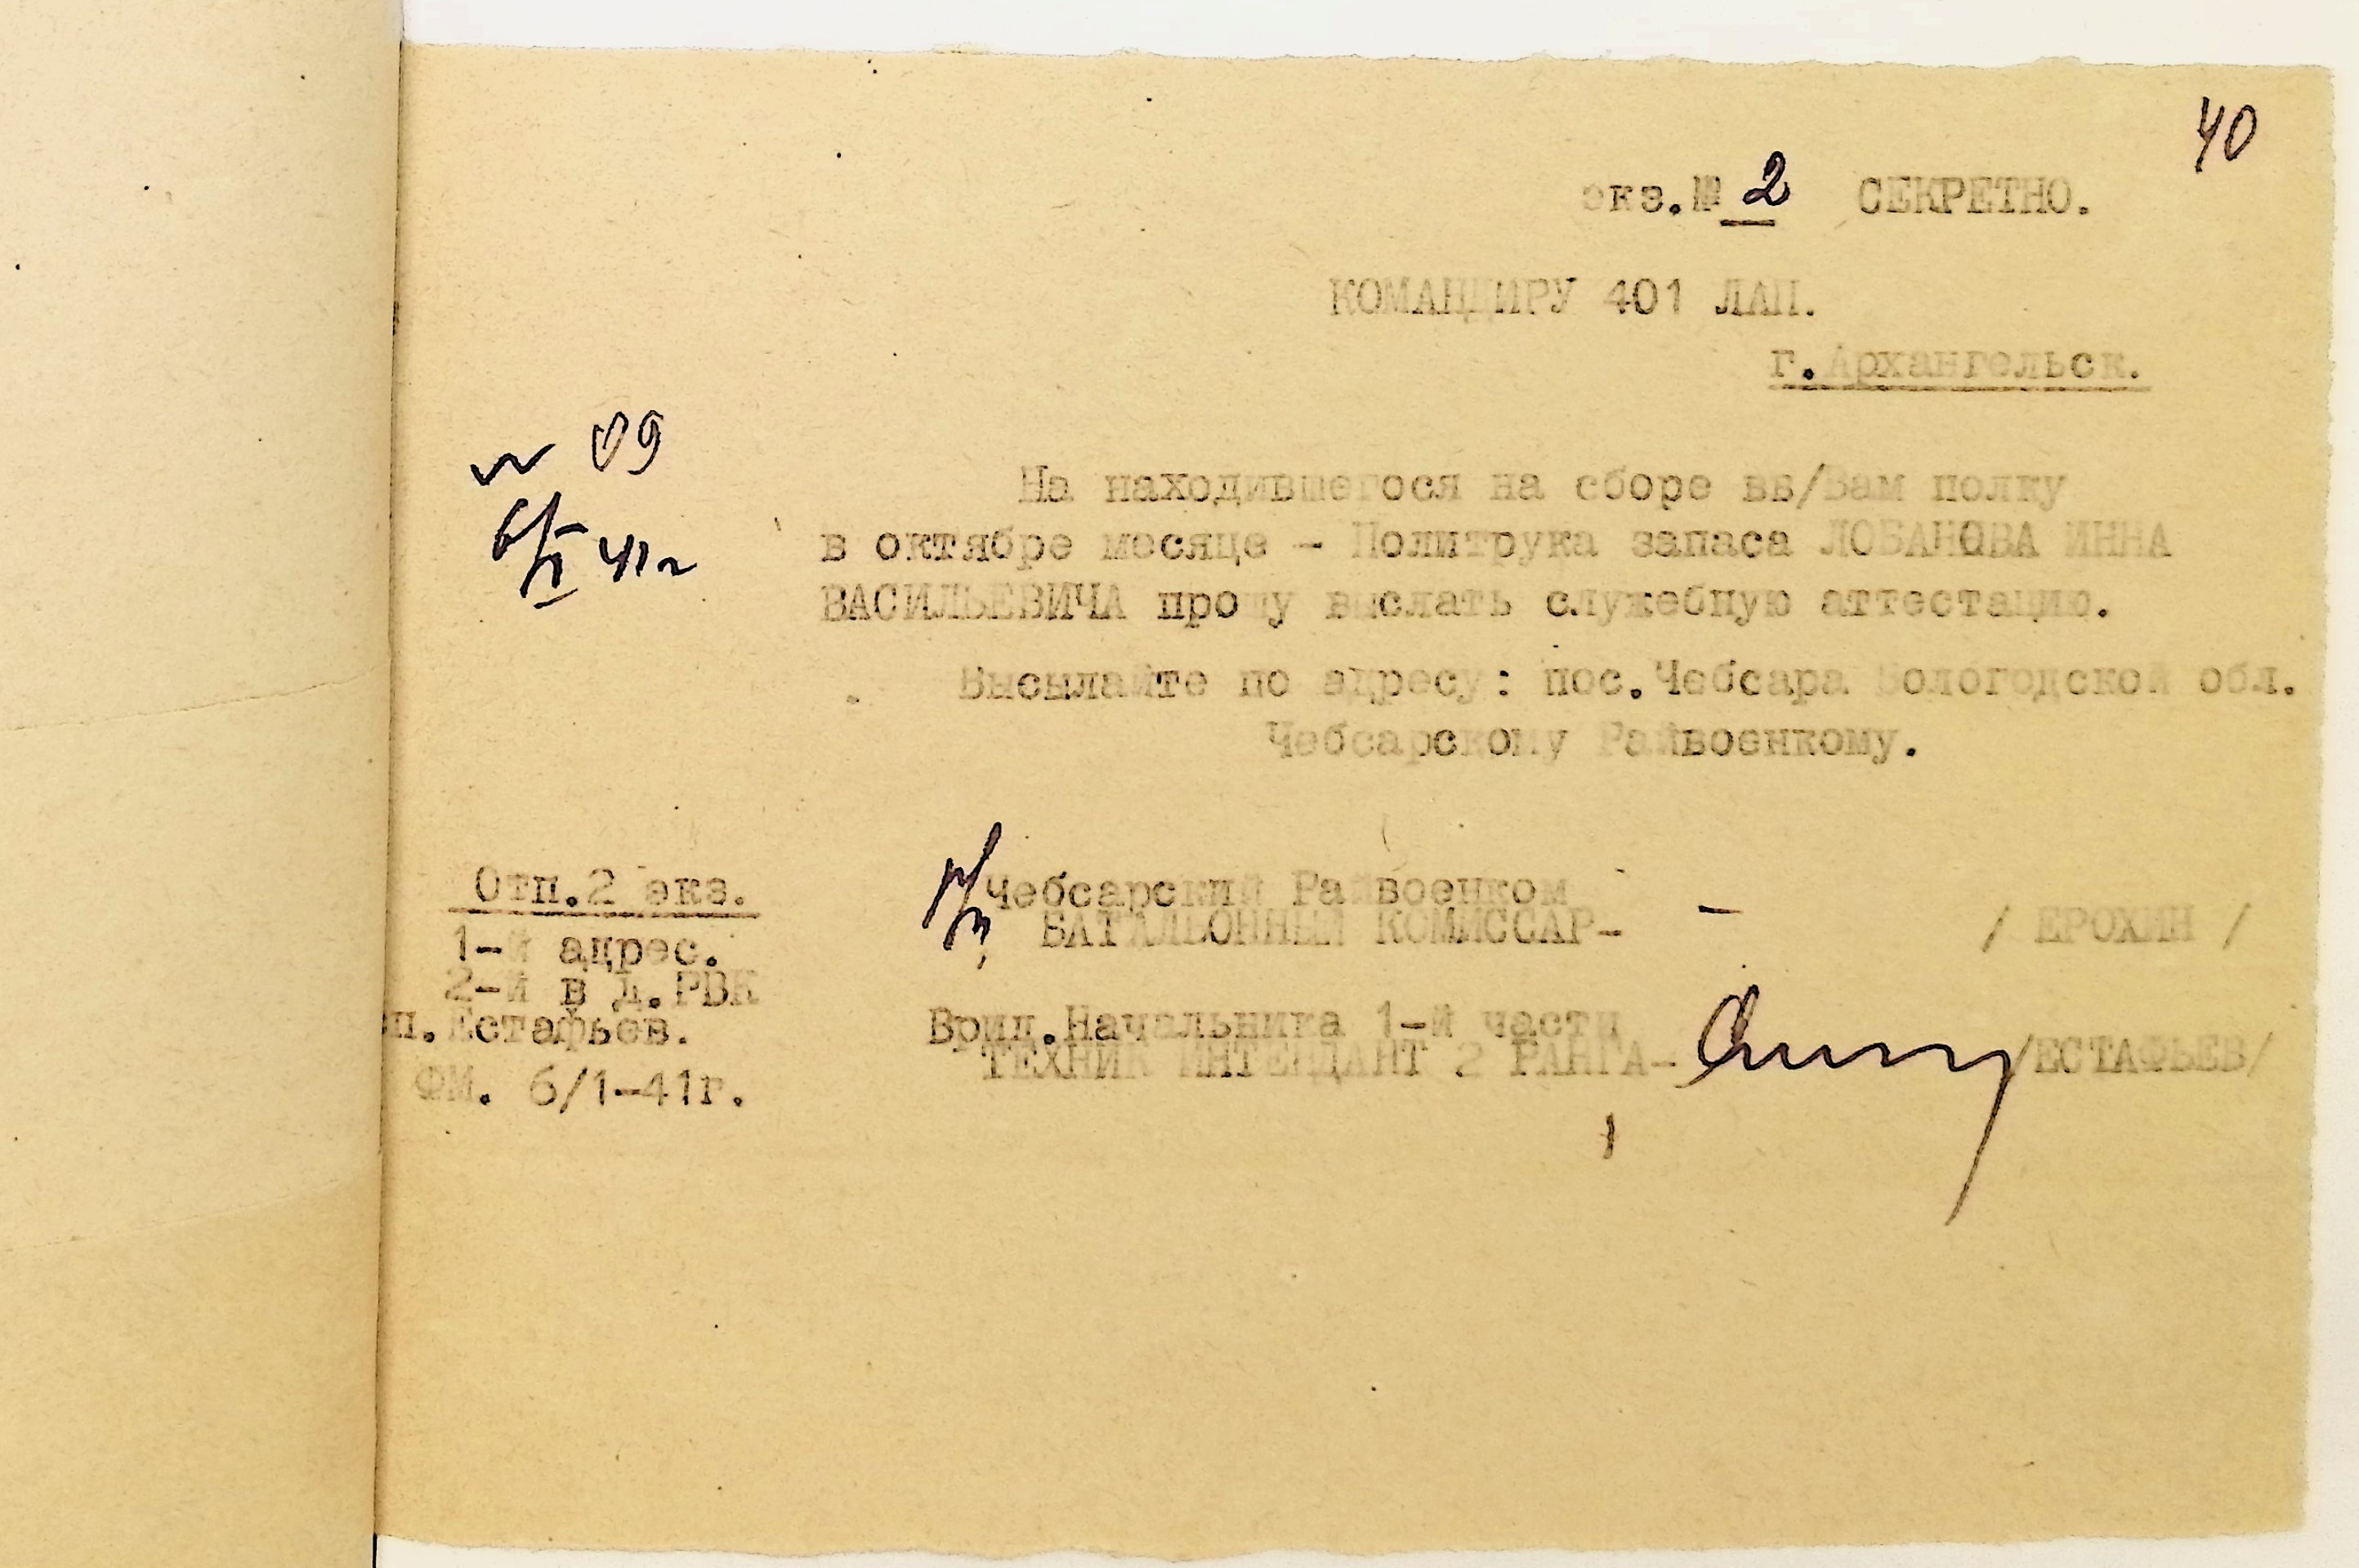 40
экз.№ 2 СЕКРЕТНО.
КОМАНДИРУ 401 ЛАП.
г.Архангельск.
№ 09
6/I 41г
На находившегося на сборе вв/Вам полку
в октябре месяце - Политрука запаса ЛОБАНОВА ИННА
ВАСИЛЬЕВИЧА прошу выслать служебную аттестацию.
Высылайте по адресу: пос.Чебсара Вологодской обл.
Чебсарскому Райвоенкому.
Чебсарский Райвоенком
БАТАЛЬОННЫЙ КОМИССАР- / ЕРОХИН /
Врид.Начальника 1-й части
ТЕХНИК ИНТЕНДАНТ 2 РАНГА- /ЕСТАФЬЕВ/
Отп.2 экз.
1-й адрес.
2-й в д.РВК
п.Естафьев.
ФМ. 6/1-41г.